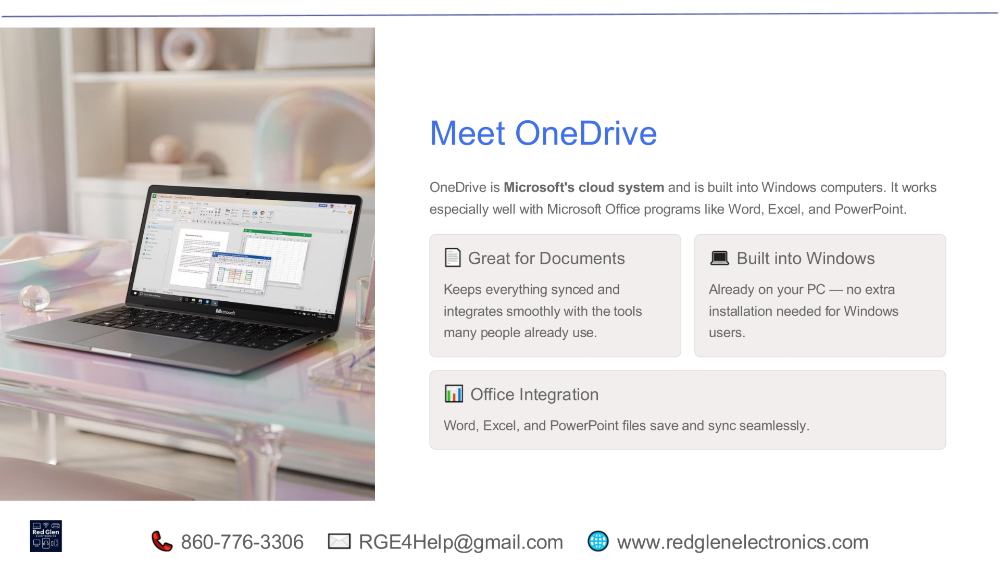 Meet OneDrive
OneDrive is Microsoft's cloud system and is built into Windows computers. It works
especially well with Microsoft Office programs like Word, Excel, and PowerPoint.
Great for Documents
Keeps everything synced and
integrates smoothly with the tools
many people already use.
Built into Windows
Already on your PC — no extra
installation needed for Windows
users.
Office Integration
Word, Excel, and PowerPoint files save and sync seamlessly.
Microsoft
Red Glen
ELECTRONICS
860-776-3306
RGE4Help@gmail.com
www.redglenelectronics.com